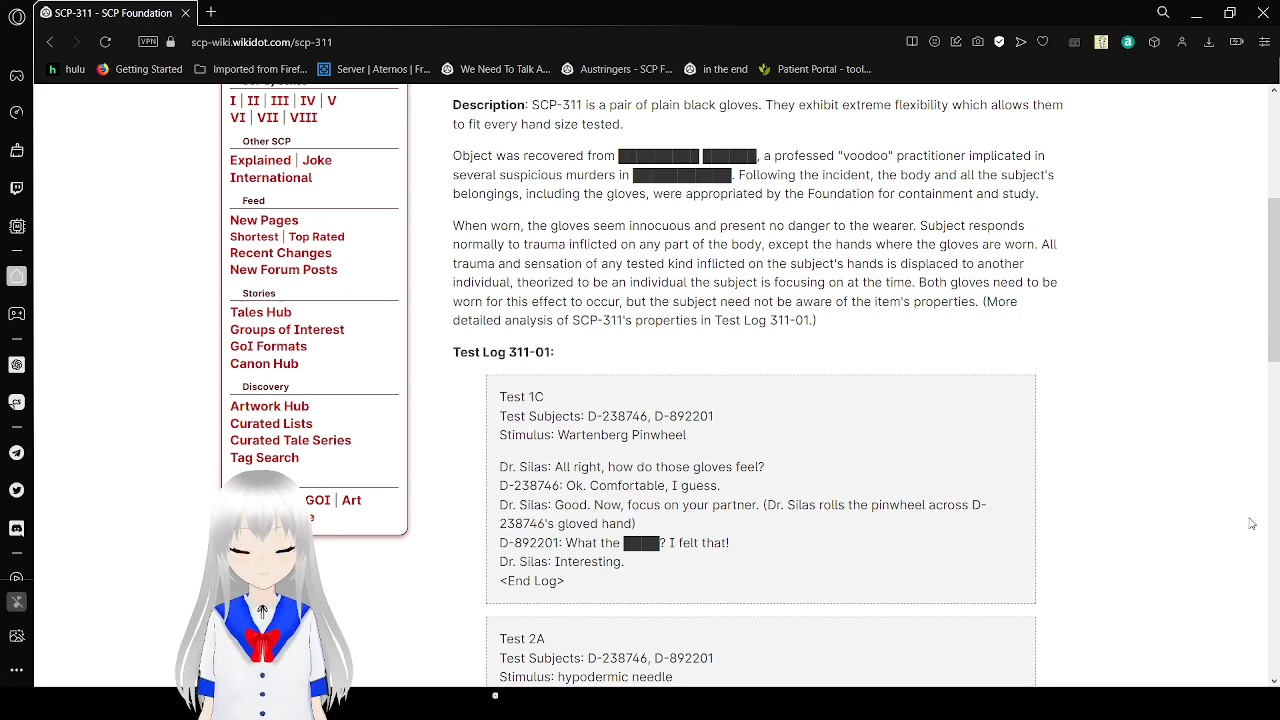 SCP-311 - SCP Foundation
VPN
scp-wiki.wikidot.com/scp-311
hulu
Getting Started
Imported from Firef...
Server | Aternos | Fr...
We Need To Talk A...
Austringers - SCP F...
in the end
Patient Portal - tool...
I | II | III | IV | V
VI | VII | VIII
Other SCP
Explained | Joke
International
Feed
New Pages
Shortest | Top Rated
Recent Changes
New Forum Posts
Stories
Tales Hub
Groups of Interest
GoI Formats
Canon Hub
Discovery
Artwork Hub
Curated Lists
Curated Tale Series
Tag Search
GOI | Art
Description: SCP-311 is a pair of plain black gloves. They exhibit extreme flexibility which allows them
to fit every hand size tested.
Object was recovered from ████████ ██████, a professed "voodoo" practitioner implicated in
several suspicious murders in ██████████. Following the incident, the body and all the subject's
belongings, including the gloves, were appropriated by the Foundation for containment and study.
When worn, the gloves seem innocuous and present no danger to the wearer. Subject responds
normally to trauma inflicted on any part of the body, except the hands where the gloves are worn. All
trauma and sensation of any tested kind inflicted on the subject's hands is displaced to another
individual, theorized to be an individual the subject is focusing on at the time. Both gloves need to be
worn for this effect to occur, but the subject need not be aware of the item's properties. (More
detailed analysis of SCP-311's properties in Test Log 311-01.)
Test Log 311-01:
Test 1C
Test Subjects: D-238746, D-892201
Stimulus: Wartenberg Pinwheel
Dr. Silas: All right, how do those gloves feel?
D-238746: Ok. Comfortable, I guess.
Dr. Silas: Good. Now, focus on your partner. (Dr. Silas rolls the pinwheel across D-
238746's gloved hand)
D-892201: What the ████? I felt that!
Dr. Silas: Interesting.
<End Log>
Test 2A
Test Subjects: D-238746, D-892201
Stimulus: hypodermic needle